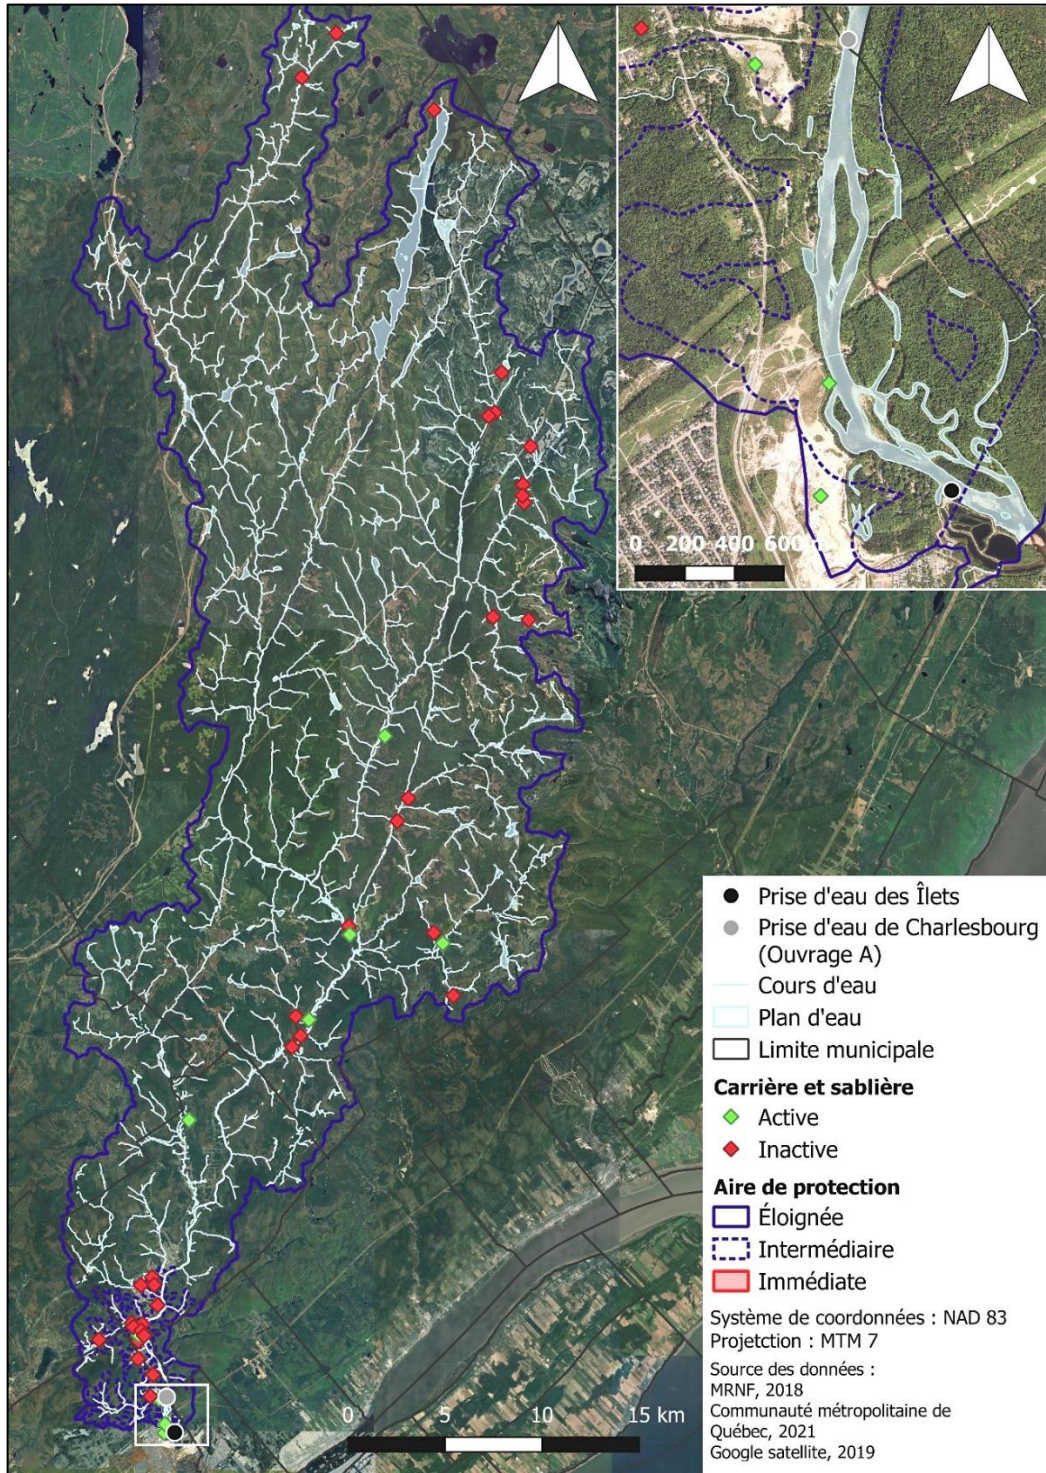 0 200 400 600
Prise d'eau des Îlets
Prise d'eau de Charlesbourg
(Ouvrage A)
Cours d'eau
Plan d'eau
Limite municipale
Carrière et sablière
Active
Inactive
Aire de protection
Éloignée
Intermédiaire
Immédiate
Système de coordonnées : NAD 83
Projetction : MTM 7
Source des données :
MRNF, 2018
Communauté métropolitaine de
Québec, 2021
Google satellite, 2019
0 5 10 15 km